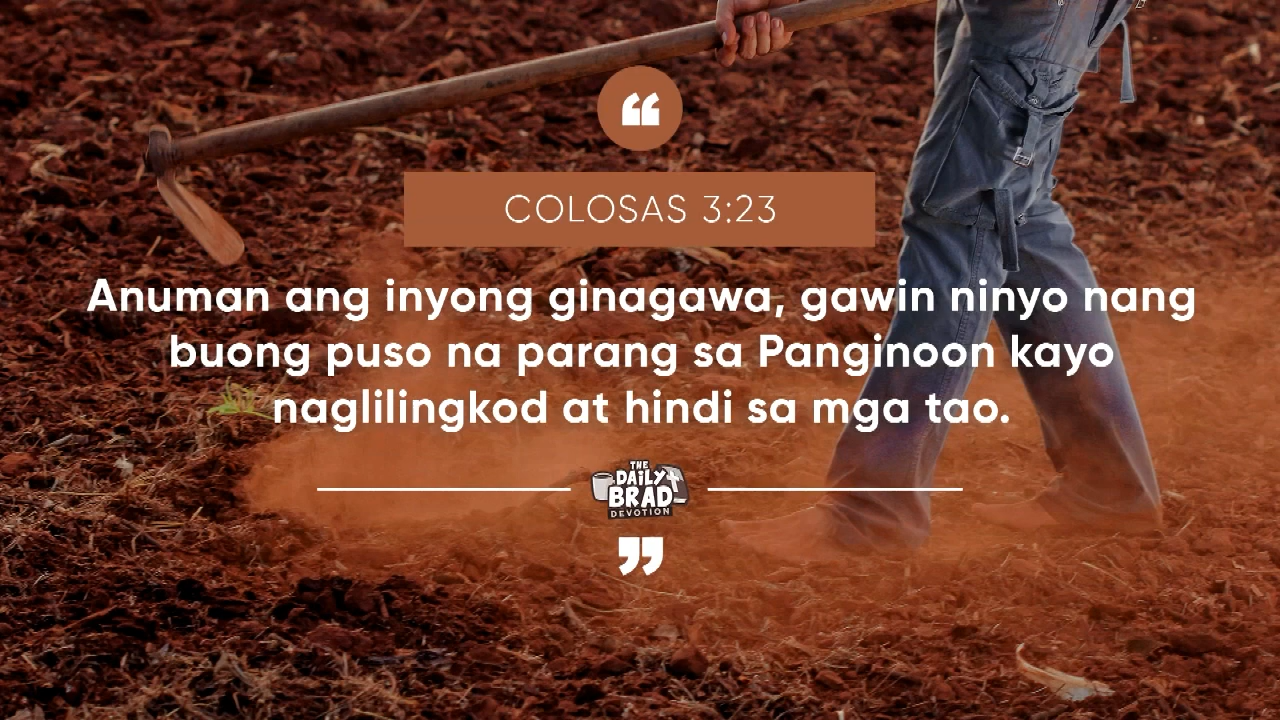 COLOSAS 3:23
Anuman ang inyong ginagawa, gawin ninyo nang
buong puso na parang sa Panginoon kayo
naglilingkod at hindi sa mga tao.
THE
DAILY
BRAD
DEVOTION